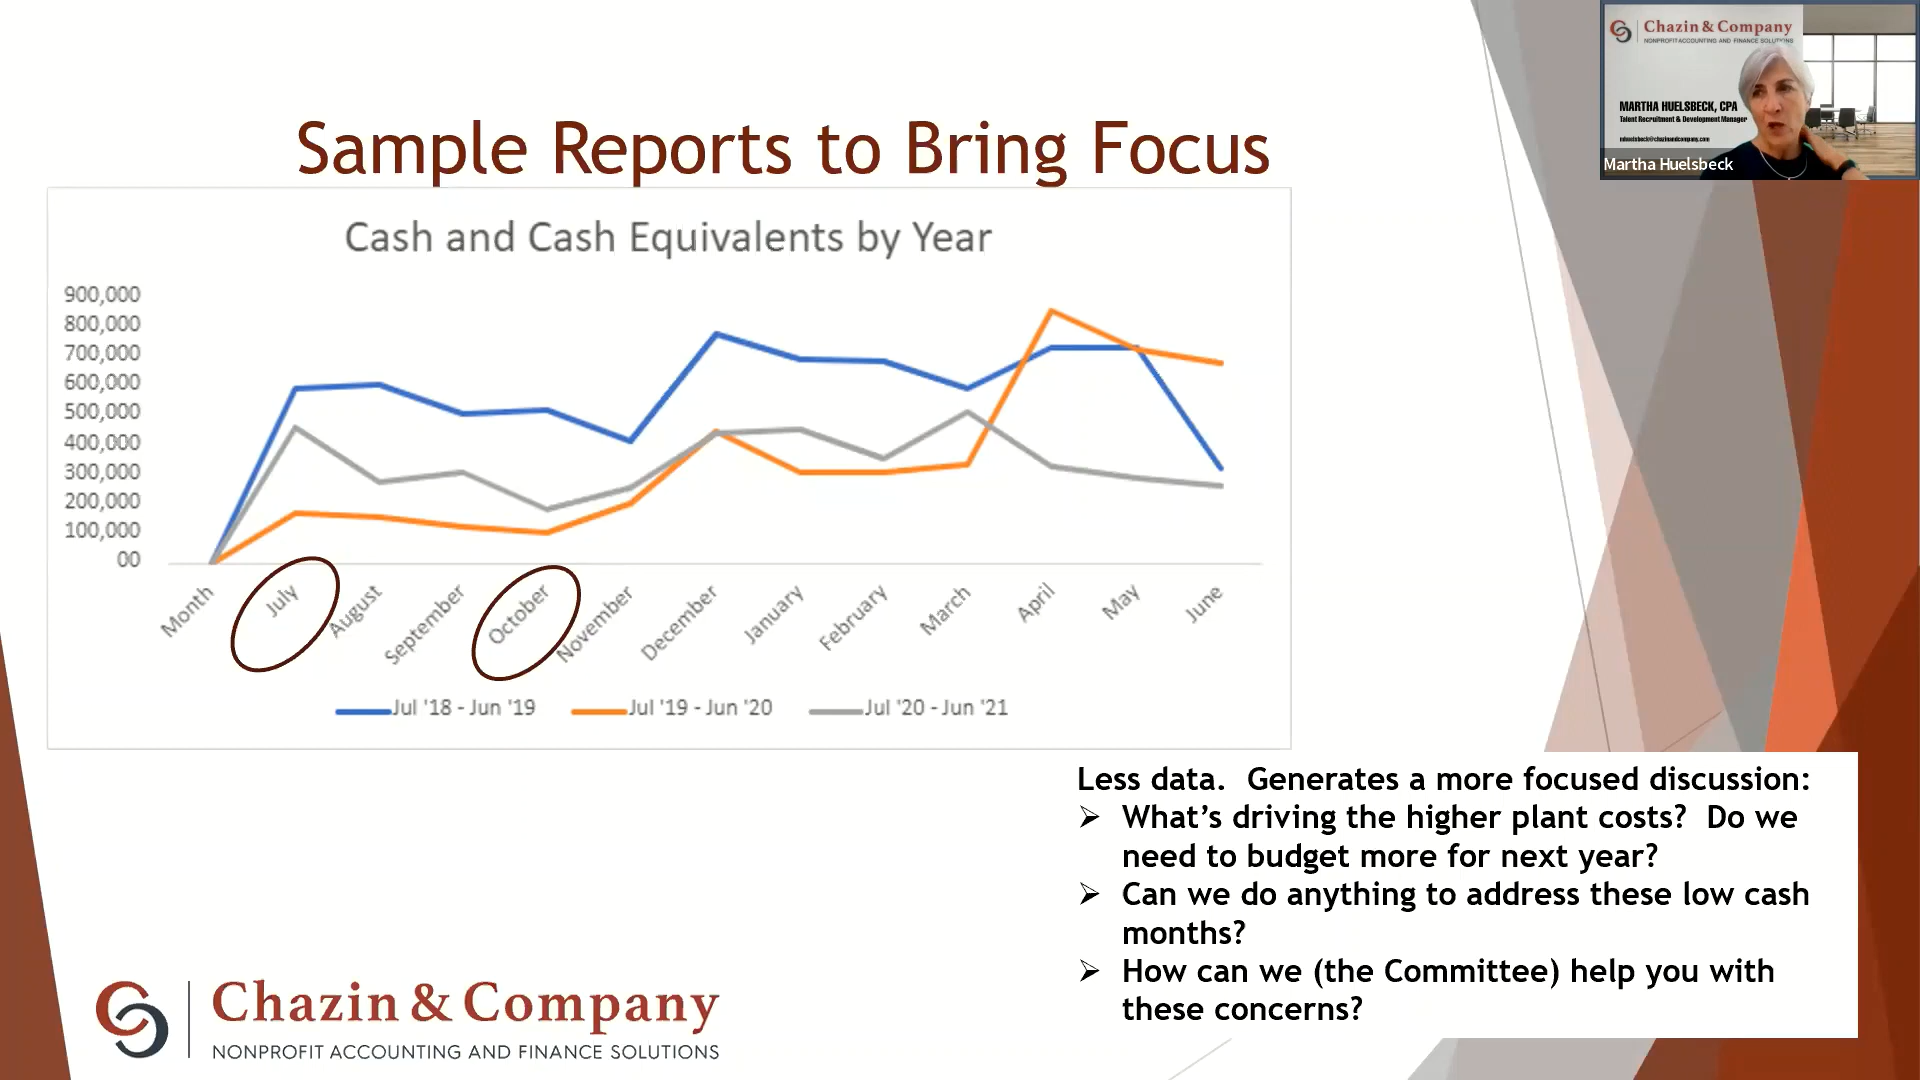 Sample Reports to Bring Focus
Cash and Cash Equivalents by Year
900,000
800,000
700,000
600,000
500,000
400,000
300,000
200,000
100,000
00
Month
July
August
September
October
November
December
January
February
March
April
May
June
Jul '18 - Jun '19
Jul '19 - Jun '20
Jul '20 - Jun '21
Less data. Generates a more focused discussion:
➢ What’s driving the higher plant costs? Do we
need to budget more for next year?
➢ Can we do anything to address these low cash
months?
➢ How can we (the Committee) help you with
these concerns?
Chazin & Company
NONPROFIT ACCOUNTING AND FINANCE SOLUTIONS
Chazin & Company
NONPROFIT ACCOUNTING AND FINANCE SOLUTIONS
MARTHA HUELSBECK, CPA
Talent Recruitment & Development Manager
mhuelsbeck@chazinandcompany.com
Martha Huelsbeck